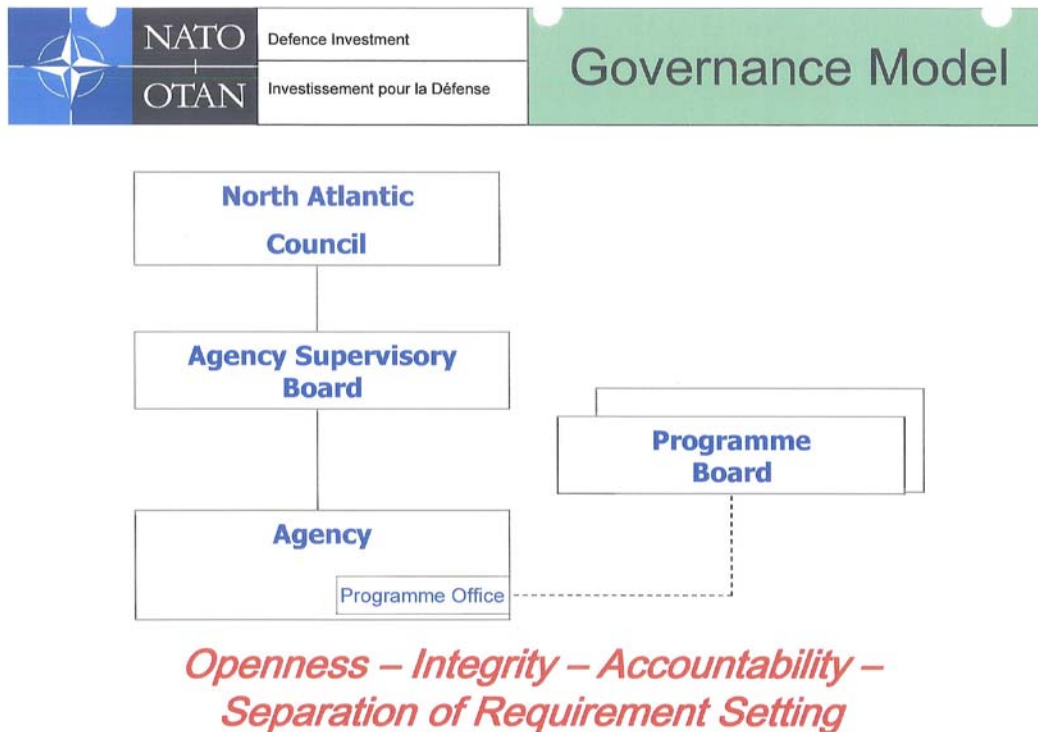 NATO
OTAN
Defence Investment
Investissement pour la Défense
Governance Model
North Atlantic
Council
Agency Supervisory
Board
Programme
Board
Agency
Programme Office
Openness – Integrity – Accountability –
Separation of Requirement Setting